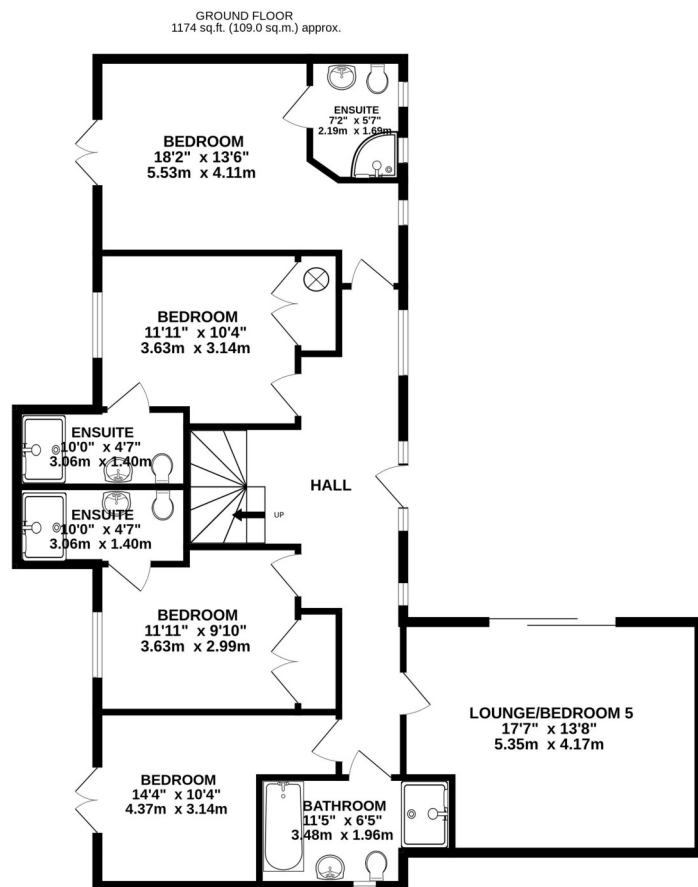 GROUND FLOOR
1174 sq.ft. (109.0 sq.m.) approx.
ENSUITE
7'2" x 5'7"
2.19m x 1.69m
BEDROOM
18'2" x 13'6"
5.53m x 4.11m
BEDROOM
11'11" x 10'4"
3.63m x 3.14m
ENSUITE
10'0" x 4'7"
3.06m x 1.40m
HALL
UP
ENSUITE
10'0" x 4'7"
3.06m x 1.40m
BEDROOM
11'11" x 9'10"
3.63m x 2.99m
LOUNGE/BEDROOM 5
17'7" x 13'8"
5.35m x 4.17m
BEDROOM
14'4" x 10'4"
4.37m x 3.14m
BATHROOM
11'5" x 6'5"
3.48m x 1.96m